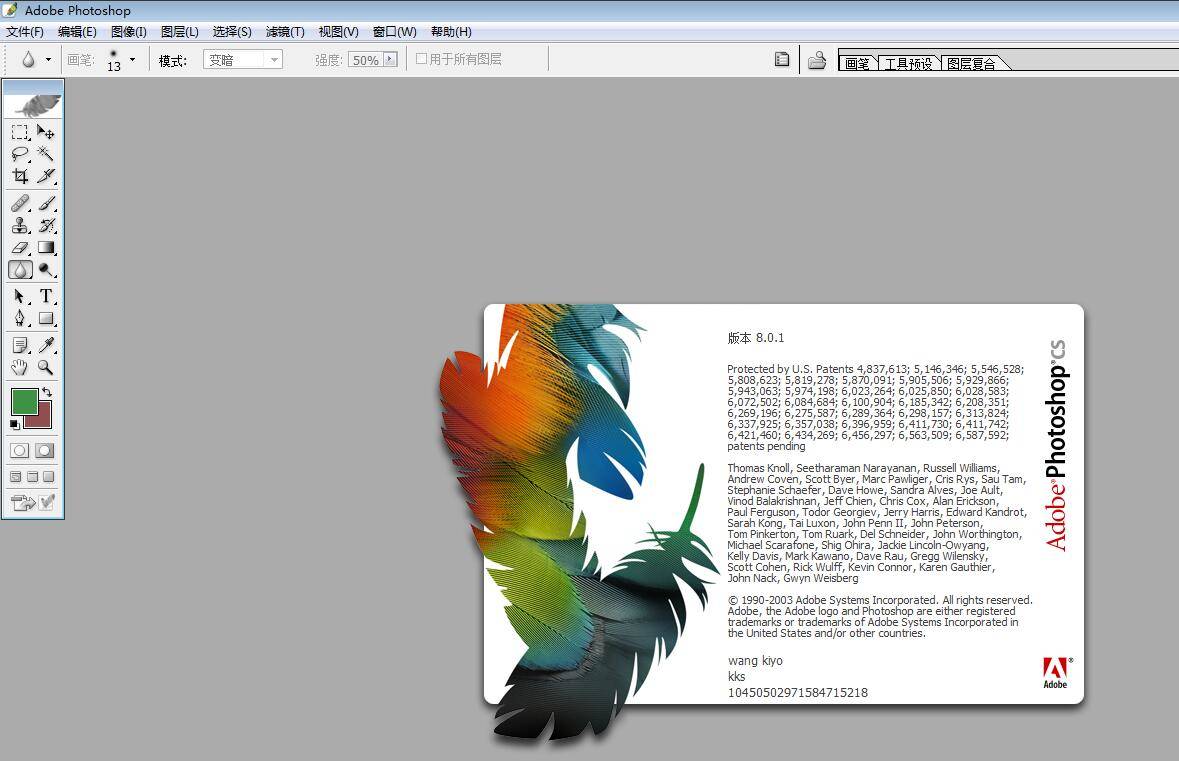 Adobe Photoshop
文件(F) 编辑(E) 图像(I) 图层(L) 选择(S) 滤镜(T) 视图(V) 窗口(W) 帮助(H)
画笔: 13 模式: 变暗 强度: 50% 用于所有图层 画笔 工具预设 图层复合
T
版本 8.0.1
Protected by U.S. Patents 4,837,613; 5,146,346; 5,546,528;
5,808,623; 5,819,278; 5,870,091; 5,905,506; 5,929,866;
5,943,063; 5,974,198; 6,023,264; 6,025,850; 6,028,583;
6,072,502; 6,084,684; 6,100,904; 6,185,342; 6,208,351;
6,269,196; 6,275,587; 6,289,364; 6,298,157; 6,313,824;
6,337,925; 6,357,038; 6,396,959; 6,411,730; 6,411,742;
6,421,460; 6,434,269; 6,456,297; 6,563,509; 6,587,592;
patents pending
Thomas Knoll, Seetharaman Narayanan, Russell Williams,
Andrew Coven, Scott Byer, Marc Pawliger, Cris Rys, Sau Tam,
Stephanie Schaefer, Dave Howe, Sandra Alves, Joe Ault,
Vinod Balakrishnan, Jeff Chien, Chris Cox, Alan Erickson,
Paul Ferguson, Todor Georgiev, Jerry Harris, Edward Kandrot,
Sarah Kong, Tai Luxon, John Penn II, John Peterson,
Tom Pinkerton, Tom Ruark, Del Schneider, John Worthington,
Michael Scarafone, Shig Ohira, Jackie Lincoln-Owyang,
Kelly Davis, Mark Kawano, Dave Rau, Gregg Wilensky,
Scott Cohen, Rick Wulff, Kevin Connor, Karen Gauthier,
John Nack, Gwyn Weisberg
© 1990-2003 Adobe Systems Incorporated. All rights reserved.
Adobe, the Adobe logo and Photoshop are either registered
trademarks or trademarks of Adobe Systems Incorporated in
the United States and/or other countries.
wang kiyo
kks
10450502971584715218
Adobe® Photoshop® CS
Adobe®